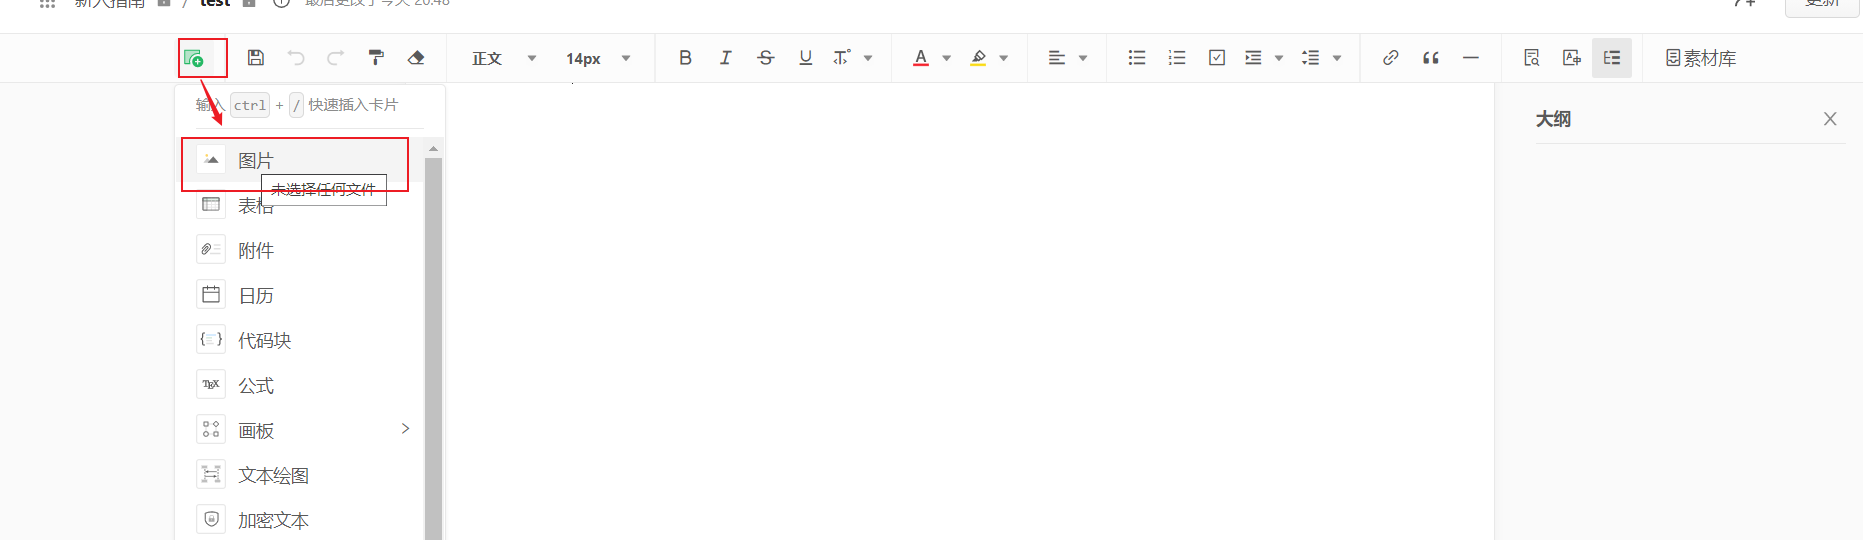 新人指南 / test 最后更改于今天 20:48 更新
正文 14px 素材库
输入 ctrl + / 快速插入卡片
图片
未选择任何文件
表格
附件
日历
代码块
TEX 公式
画板
文本绘图
加密文本
大纲